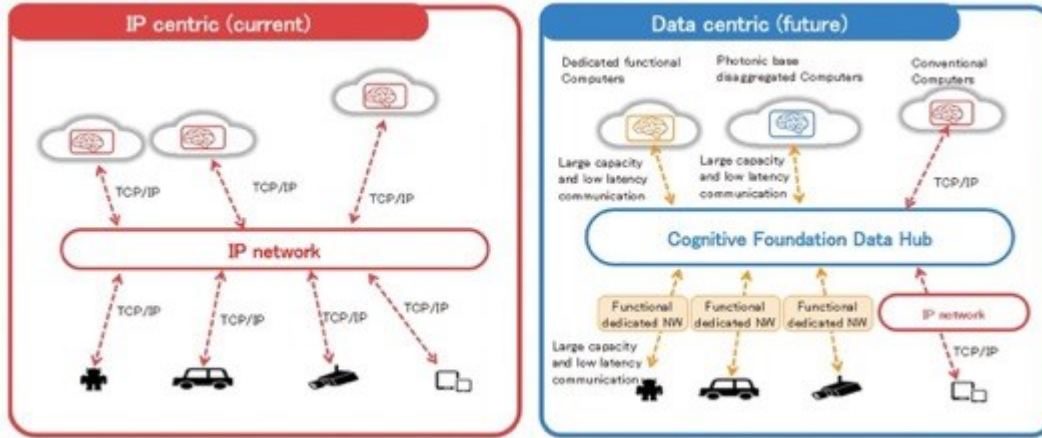 IP centric (current)
TCP/IP
TCP/IP
TCP/IP
IP network
TCP/IP
TCP/IP
TCP/IP
TCP/IP
Data centric (future)
Dedicated functional
Computers
Photonic base
disaggregated Computers
Conventional
Computers
Large capacity
and low latency
communication
Large capacity
and low latency
communication
TCP/IP
Cognitive Foundation Data Hub
Functional
dedicated NW
Functional
dedicated NW
Functional
dedicated NW
IP network
Large capacity
and low latency
communication
TCP/IP